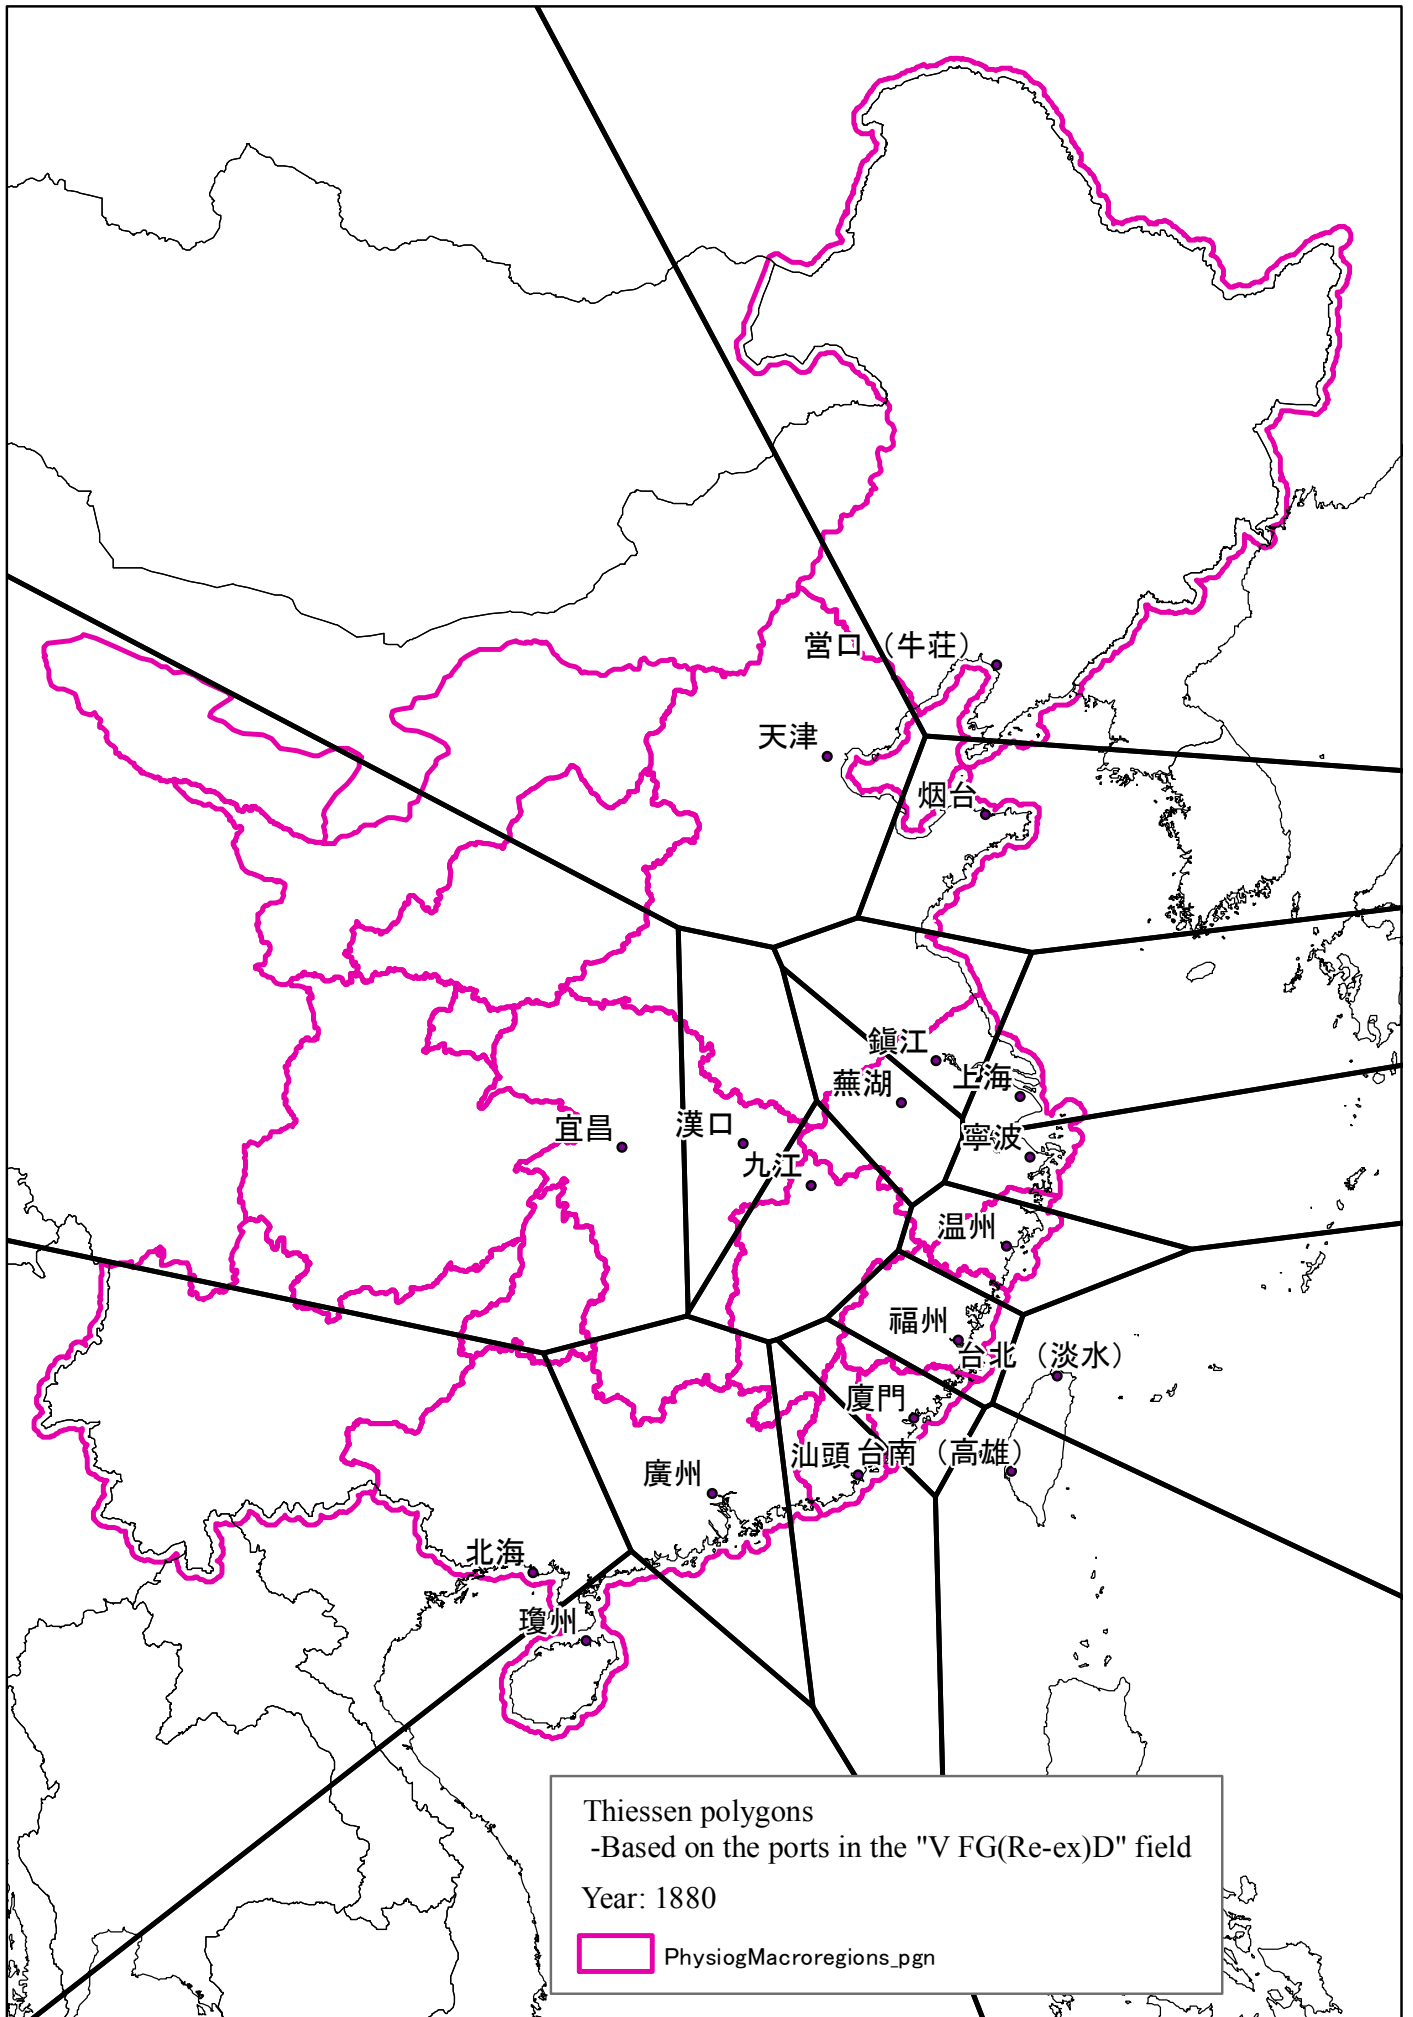 営口（牛荘）
天津
烟台
鎮江
上海
蕪湖
宜昌
漢口
寧波
九江
温州
福州
台北（淡水）
廈門
汕頭
台南（高雄）
廣州
北海
瓊州
Thiessen polygons
-Based on the ports in the "V FG(Re-ex)D" field
Year: 1880
PhysiogMacroregions_pgn